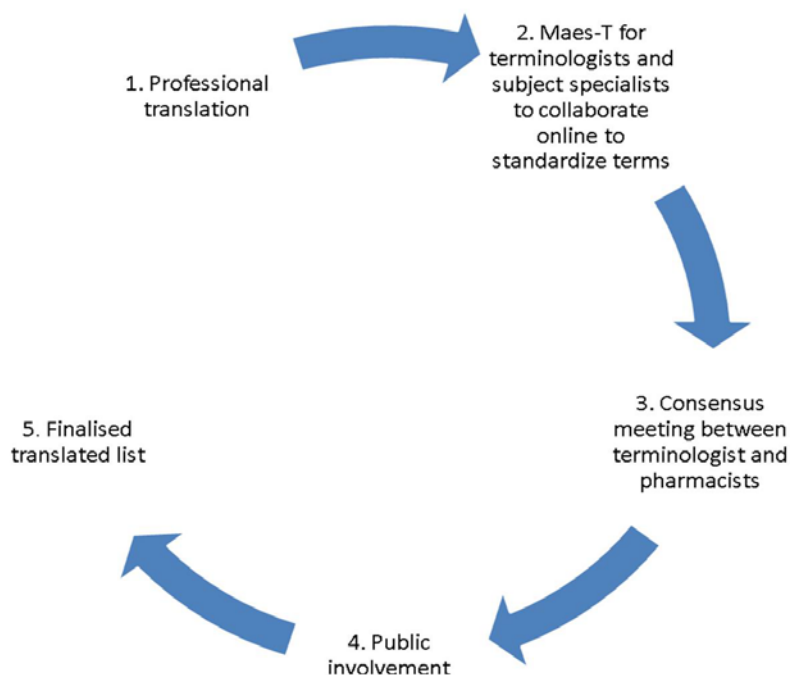 1. Professional
translation
2. Maes-T for
terminologists and
subject specialists
to collaborate
online to
standardize terms
3. Consensus
meeting between
terminologist and
pharmacists
4. Public
involvement
5. Finalised
translated list